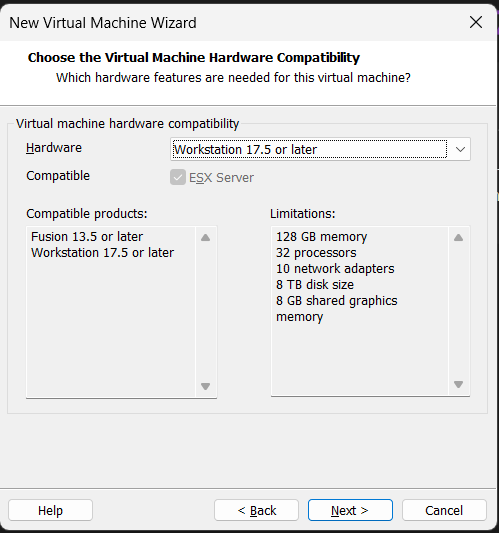 New Virtual Machine Wizard
Choose the Virtual Machine Hardware Compatibility
Which hardware features are needed for this virtual machine?
Virtual machine hardware compatibility
Hardware
Workstation 17.5 or later
Compatible
ESX Server
Compatible products:
Fusion 13.5 or later
Workstation 17.5 or later
Limitations:
128 GB memory
32 processors
10 network adapters
8 TB disk size
8 GB shared graphics
memory
Help
< Back
Next >
Cancel